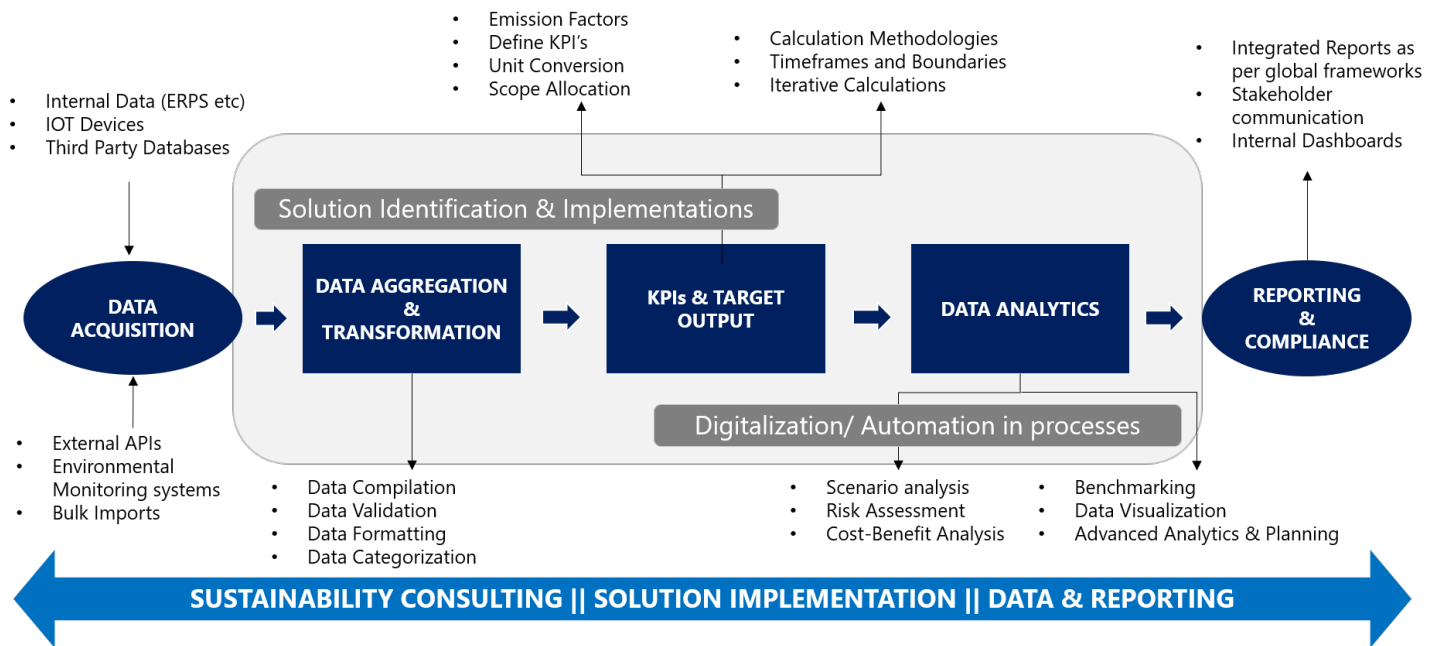 • Emission Factors
• Define KPI's
• Unit Conversion
• Scope Allocation
• Calculation Methodologies
• Timeframes and Boundaries
• Iterative Calculations
• Integrated Reports as
per global frameworks
• Stakeholder
communication
• Internal Dashboards
• Internal Data (ERPS etc)
• IOT Devices
• Third Party Databases
Solution Identification & Implementations
DATA
ACQUISITION
DATA AGGREGATION
&
TRANSFORMATION
KPIs & TARGET
OUTPUT
DATA ANALYTICS
REPORTING
&
COMPLIANCE
Digitalization/ Automation in processes
• External APIs
• Environmental
Monitoring systems
• Bulk Imports
• Data Compilation
• Data Validation
• Data Formatting
• Data Categorization
• Scenario analysis
• Risk Assessment
• Cost-Benefit Analysis
• Benchmarking
• Data Visualization
• Advanced Analytics & Planning
SUSTAINABILITY CONSULTING || SOLUTION IMPLEMENTATION || DATA & REPORTING